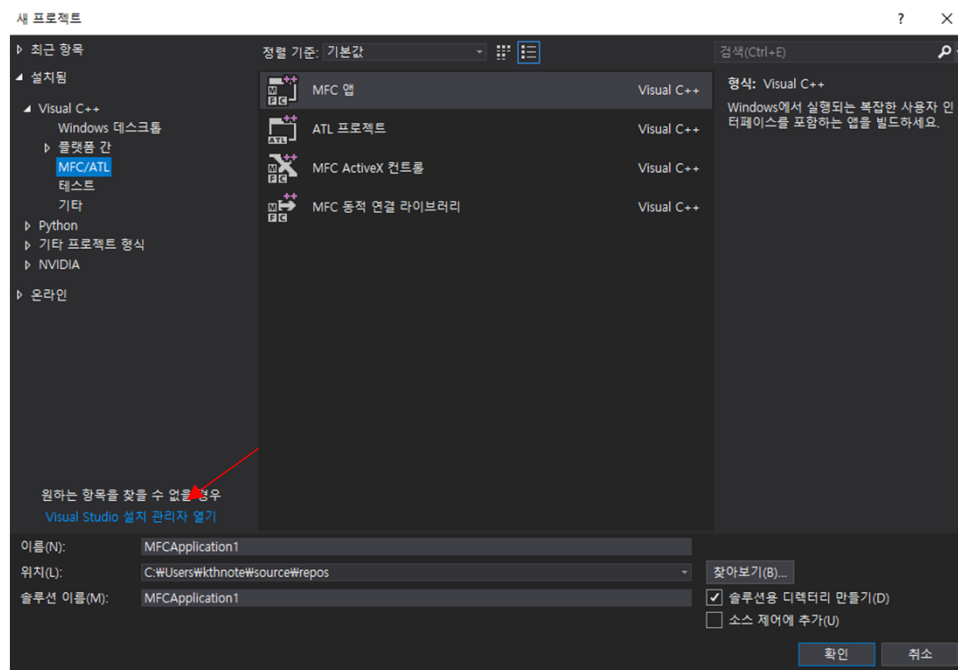 새 프로젝트
?
최근 항목
설치됨
Visual C++
Windows 데스크톱
플랫폼 간
MFC/ATL
테스트
기타
Python
기타 프로젝트 형식
NVIDIA
온라인
원하는 항목을 찾을 수 없을 경우
Visual Studio 설치 관리자 열기
정렬 기준: 기본값
MFC 앱 Visual C++
ATL 프로젝트 Visual C++
MFC ActiveX 컨트롤 Visual C++
MFC 동적 연결 라이브러리 Visual C++
검색(Ctrl+E)
형식: Visual C++
Windows에서 실행되는 복잡한 사용자 인
터페이스를 포함하는 앱을 빌드하세요.
이름(N): MFCApplication1
위치(L): C:₩Users₩kthnote₩source₩repos 찾아보기(B)...
솔루션 이름(M): MFCApplication1
솔루션용 디렉터리 만들기(D)
소스 제어에 추가(U)
확인 취소